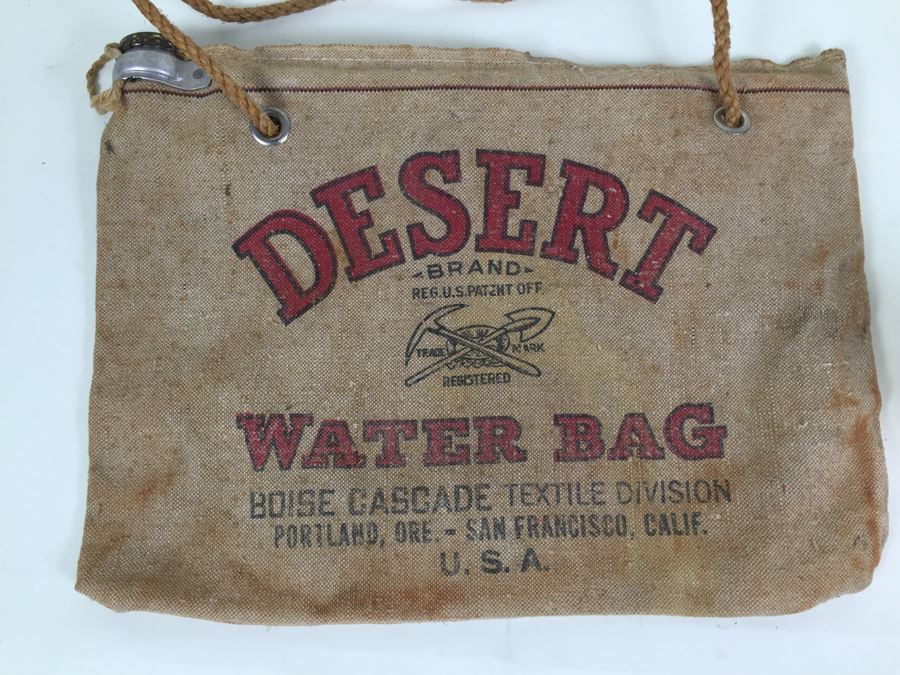 DESERT
-BRAND-
REG.U.S.PATENT OFF
TRADE MARK
REGISTERED
WATER BAG
BOISE CASCADE TEXTILE DIVISION
PORTLAND, ORE. - SAN FRANCISCO, CALIF.
U.S.A.